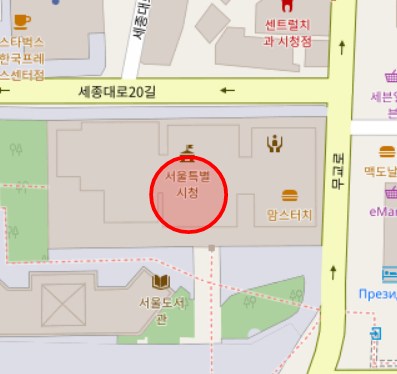 세종대로
센트럴치
과 시청점
스타벅스
한국프레
스센터점
세종대로20길
세븐일
무교로
서울특별
시청
맘스터치
맥도날
eMar
Прези
서울도서
관